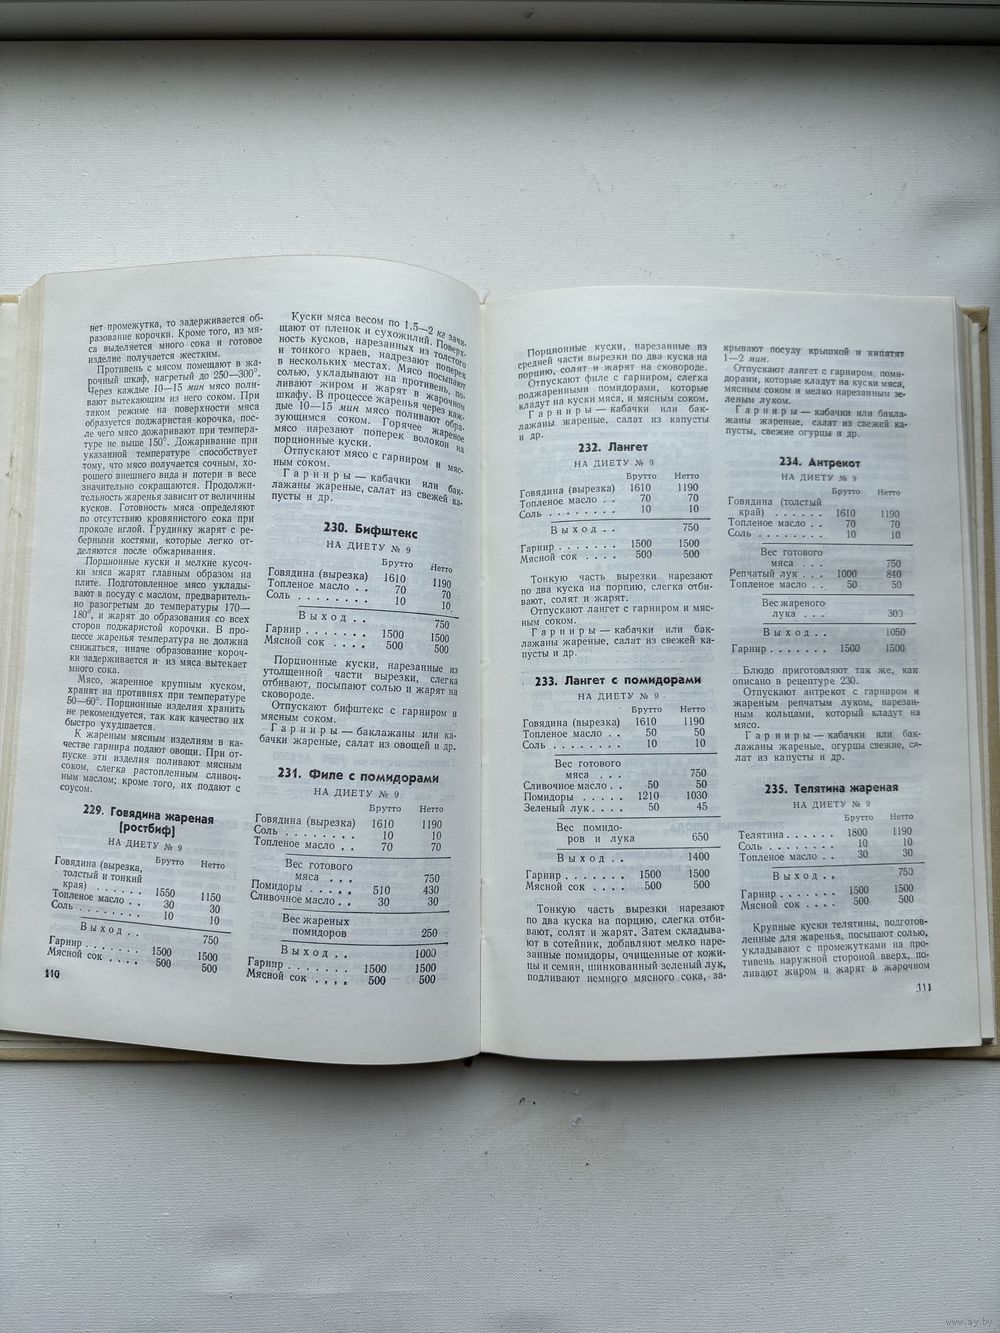 нет промежутка, то задерживается об-
разование корочки. Кроме того, из мя-
са выделяется много сока и готовое
изделие получается жестким.
Противень с мясом помещают в жа-
рочный шкаф, нагретый до 250—300°.
Через каждые 10—15 мин мясо поли-
вают вытекающим из него соком. При
таком режиме на поверхности мяса
образуется поджаристая корочка, пос-
ле чего мясо дожаривают при темпера-
туре не выше 150°. Дожаривание при
указанной температуре способствует
тому, что мясо получается сочным, хо-
рошего внешнего вида и потери в весе
значительно сокращаются. Продолжи-
тельность жаренья зависит от величины
кусков. Готовность мяса определяют
по отсутствию кровянистого сока при
проколе иглой. Грудинку жарят с ре-
берными костями, которые легко от-
деляются после обжаривания.
Порционные куски и мелкие кусоч-
ки мяса жарят главным образом на
плите. Подготовленное мясо уклады-
вают в посуду с маслом, предваритель-
но разогретым до температуры 170—
180°, и жарят до образования со всех
сторон поджаристой корочки. В про-
цессе жаренья температура не должна
снижаться, иначе образование короч-
ки задерживается и из мяса вытекает
много сока.
Мясо, жаренное крупным куском,
хранят на противнях при температуре
50—60°. Порционные изделия хранить
не рекомендуется, так как качество их
быстро ухудшается.
К жареным мясным изделиям в ка-
честве гарнира подают овощи. При от-
пуске эти изделия поливают мясным
соком, слегка растопленным сливоч-
ным маслом; кроме того, их подают с
соусом.
229. Говядина жареная
(ростбиф)
НА ДИЕТУ № 9
Брутто Нетто
Говядина (вырезка,
толстый и тонкий
края) . . . . . . 1550 1150
Топленое масло . . 30 30
Соль . . . . . . . . 10 10
Выход . . 750
Гарнир . . . . . . . 1500 1500
Мясной сок . . . . 500 500
110
Куски мяса весом по 1,5—2 кг зачи-
щают от пленок и сухожилий. Поверх-
ность кусков, нарезанных из толстого
и тонкого краев, надрезают поперек
в нескольких местах. Мясо посыпают
солью, укладывают на противень, по-
ливают жиром и жарят в жарочном
шкафу. В процессе жаренья через каж-
дые 10—15 мин мясо поливают обра-
зующимся соком. Горячее жареное
мясо нарезают поперек волокон на
порционные куски.
Отпускают мясо с гарниром и мяс-
ным соком.
Гарниры — кабачки или бак-
лажаны жареные, салат из свежей ка-
пусты и др.
230. Бифштекс
НА ДИЕТУ № 9
Брутто Нетто
Говядина (вырезка) 1610 1190
Топленое масло . . 70 70
Соль . . . . . . . . 10 10
Выход . . 750
Гарнир . . . . . . . 1500 1500
Мясной сок . . . . 500 500
Порционные куски, нарезанные из
утолщенной части вырезки, слегка
отбивают, посыпают солью и жарят на
сковороде.
Отпускают бифштекс с гарниром и
мясным соком.
Гарниры — баклажаны или ка-
бачки жареные, салат из овощей и др.
231. Филе с помидорами
НА ДИЕТУ № 9
Брутто Нетто
Говядина (вырезка) 1610 1190
Соль . . . . . . . . 10 10
Топленое масло . . 70 70
Вес готового
мяса . . . 750
Помидоры . . . . . 510 430
Сливочное масло . . 30 30
Вес жареных
помидоров 250
Выход . . 1000
Гарнир . . . . . . . 1500 1500
Мясной сок . . . . 500 500
Порционные куски, нарезанные из
средней части вырезки по два куска на
порцию, солят и жарят на сковороде.
Отпускают филе с гарниром, слегка
поджаренными помидорами, которые
кладут на куски мяса, и мясным соком.
Гарниры — кабачки или бак-
лажаны жареные, салат из капусты
и др.
232. Лангет
НА ДИЕТУ № 9
Брутто Нетто
Говядина (вырезка) 1610 1190
Топленое масло . . 70 70
Соль . . . . . . . . 10 10
Выход . . 750
Гарнир . . . . . . . 1500 1500
Мясной сок . . . . 500 500
Тонкую часть вырезки нарезают
по два куска на порцию, слегка отби-
вают, солят и жарят.
Отпускают лангет с гарниром и мяс-
ным соком.
Гарниры — кабачки или бак-
лажаны жареные, салат из свежей ка-
пусты и др.
233. Лангет с помидорами
НА ДИЕТУ № 9
Брутто Нетто
Говядина (вырезка) 1610 1190
Топленое масло . . 50 50
Соль . . . . . . . . 10 10
Вес готового
мяса . . . 750
Сливочное масло . . 50 50
Помидоры . . . . . 1210 1030
Зеленый лук . . . . 50 45
Вес помидо-
ров и лука 650
Выход . . 1400
Гарнир . . . . . . . 1500 1500
Мясной сок . . . . 500 500
Тонкую часть вырезки нарезают
по два куска на порцию, слегка отби-
вают, солят и жарят. Затем складыва-
ют в сотейник, добавляют мелко наре-
занные помидоры, очищенные от кожи-
цы и семян, шинкованный зеленый лук,
подливают немного мясного сока, за-
крывают посуду крышкой и кипятят
1—2 мин.
Отпускают лангет с гарниром, поми-
дорами, которые кладут на куски мяса,
мясным соком и мелко нарезанным зе-
леным луком.
Гарниры — кабачки или бакла-
жаны жареные, салат из свежей ка-
пусты, свежие огурцы и др.
234. Антрекот
НА ДИЕТУ № 9
Брутто Нетто
Говядина (толстый
край) . . . . . . 1610 1190
Топленое масло . . 70 70
Соль . . . . . . . . 10 10
Вес готового
мяса . . . 750
Репчатый лук . . . 1000 840
Топленое масло . . 50 50
Вес жареного
лука . . . 300
Выход . . 1050
Гарнир . . . . . . . 1500 1500
Блюдо приготовляют так же, как
описано в рецептуре 230.
Отпускают антрекот с гарниром и
жареным репчатым луком, нарезан-
ным кольцами, который кладут на
мясо.
Гарниры — кабачки или бак-
лажаны жареные, огурцы свежие, са-
лат из капусты и др.
235. Телятина жареная
НА ДИЕТУ № 9
Брутто Нетто
Телятина . . . . . . 1800 1190
Соль . . . . . . . . 10 10
Топленое масло . . 30 30
Выход . . 750
Гарнир . . . . . . . 1500 1500
Мясной сок . . . . 500 500
Крупные куски телятины, подготов-
ленные для жаренья, посыпают солью,
укладывают с промежутками на про-
тивень наружной стороной вверх, по-
ливают жиром и жарят в жарочном
111
www.ay.by